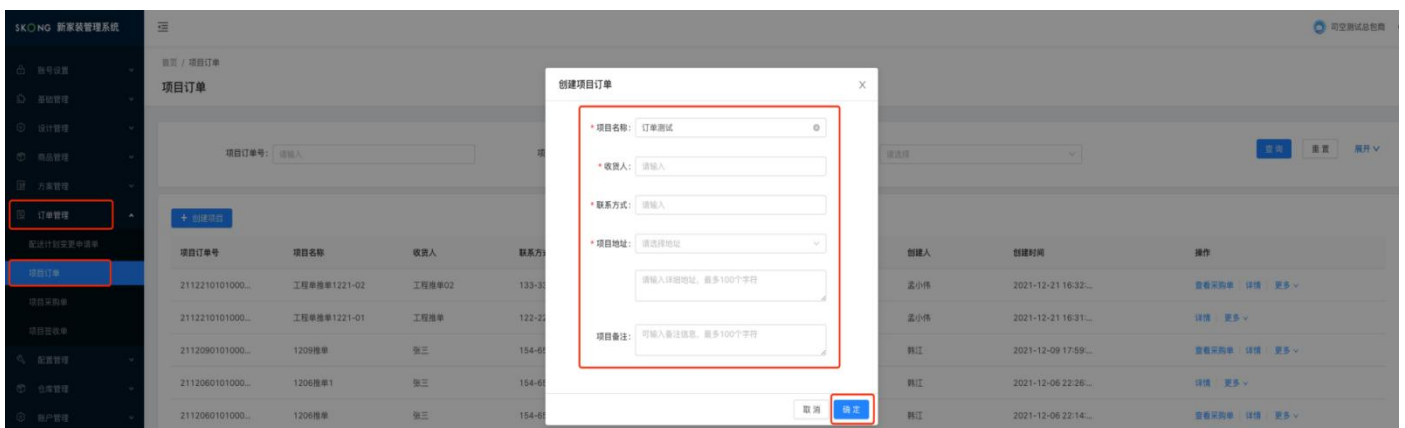 SKONG 新家装管理系统
司空测试总包商
账号设置
基础管理
设计管理
商品管理
方案管理
订单管理
配送计划变更申请单
项目订单
项目采购单
项目签收单
配置管理
仓库管理
账户管理
首页 / 项目订单
项目订单
项目订单号： 请输入
项
请选择
查 询 重 置 展开
+ 创建项目
项目订单号 项目名称 收货人 联系方式 创建人 创建时间 操作
2112210101000... 工程单推单1221-02 工程推单02 133-33 孟小伟 2021-12-21 16:32:... 查看采购单 详情 更多
2112210101000... 工程单推单1221-01 工程推单 122-22 孟小伟 2021-12-21 16:31:... 详情 更多
2112090101000... 1209推单 张三 154-65 韩江 2021-12-09 17:59:... 查看采购单 详情 更多
2112060101000... 1206推单1 张三 154-65 韩江 2021-12-06 22:26:... 详情 更多
2112060101000... 1206推单 张三 154-65 韩江 2021-12-06 22:14:... 查看采购单 详情 更多
创建项目订单 X
* 项目名称： 订单测试
* 收货人： 请输入
* 联系方式： 请输入
* 项目地址： 请选择地址
请输入详细地址，最多100个字符
项目备注： 可输入备注信息，最多100个字符
取 消 确 定